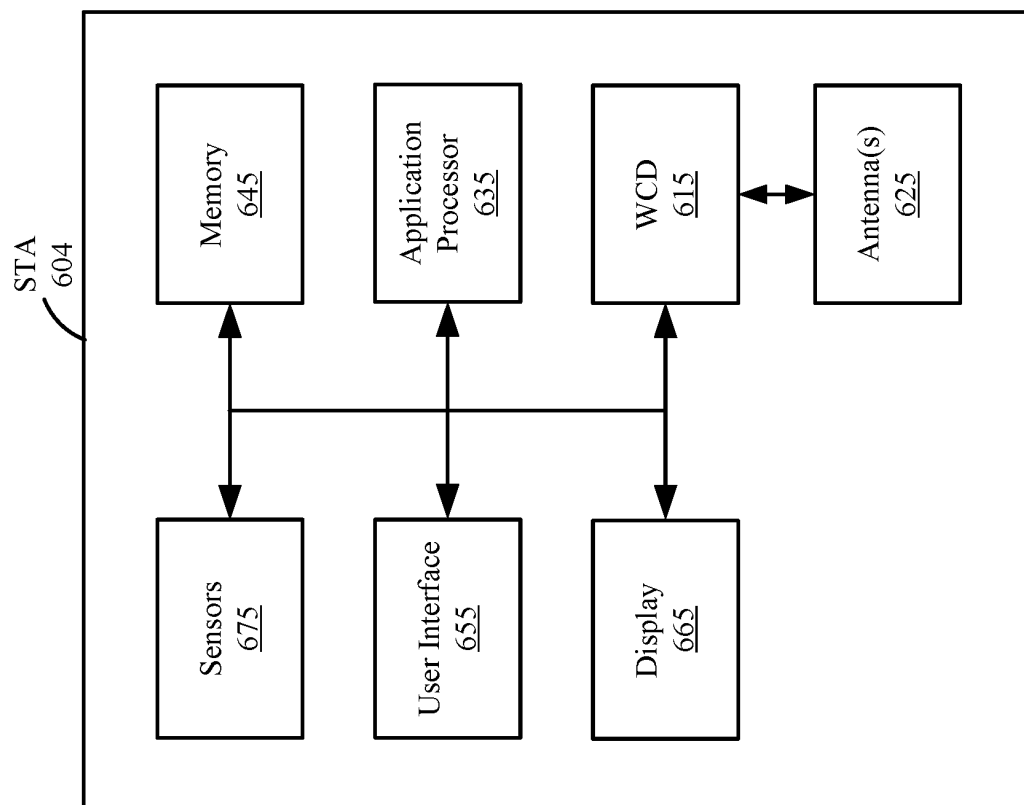 STA
604
Sensors
675
Memory
645
User Interface
655
Application
Processor
635
Display
665
WCD
615
Antenna(s)
625